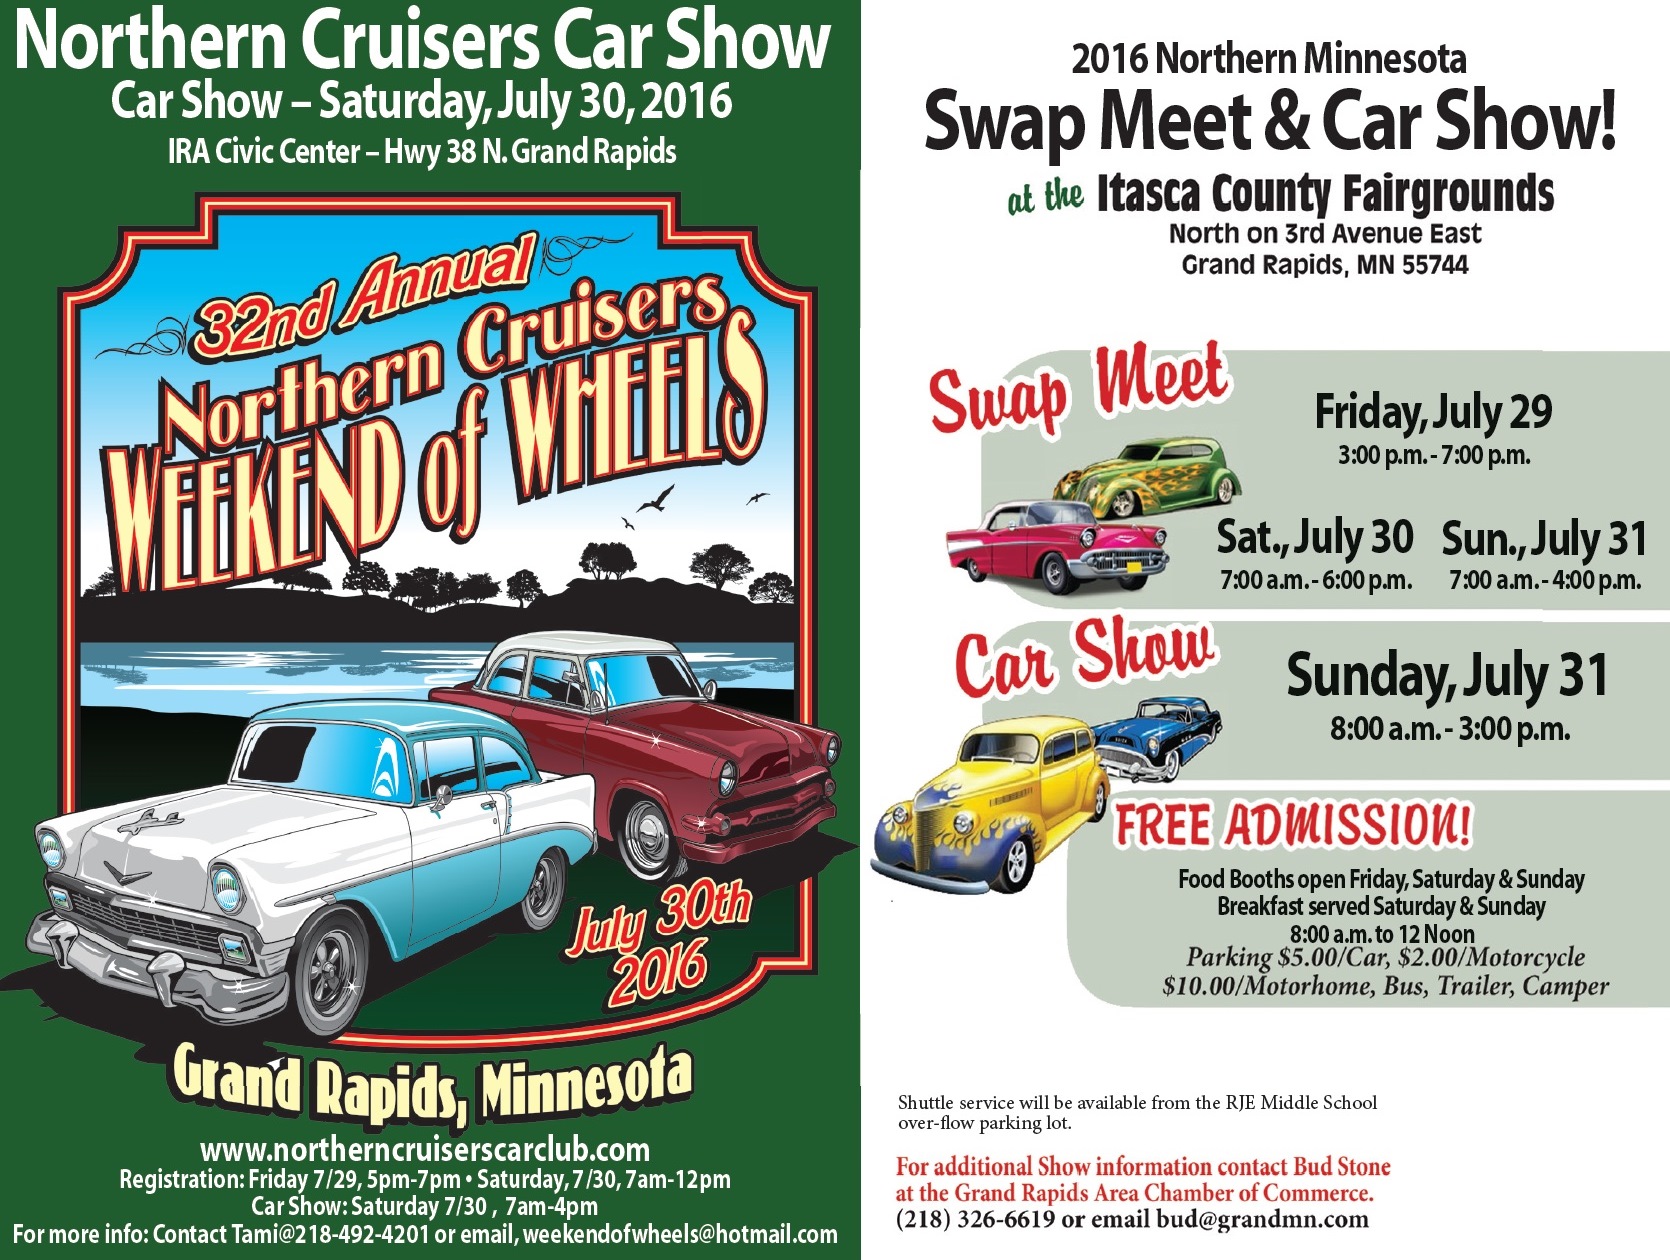 Northern Cruisers Car Show
Car Show – Saturday, July 30, 2016
IRA Civic Center – Hwy 38 N. Grand Rapids
32nd Annual
Northern Cruisers
WEEKEND of WHEELS
July 30th
2016
Grand Rapids, Minnesota
www.northerncruiserscarclub.com
Registration: Friday 7/29, 5pm-7pm • Saturday, 7/30, 7am-12pm
Car Show: Saturday 7/30 , 7am-4pm
For more info: Contact Tami@218-492-4201 or email, weekendofwheels@hotmail.com
2016 Northern Minnesota
Swap Meet & Car Show!
at the Itasca County Fairgrounds
North on 3rd Avenue East
Grand Rapids, MN 55744
Swap Meet
Friday, July 29
3:00 p.m. - 7:00 p.m.
Sat., July 30 Sun., July 31
7:00 a.m. - 6:00 p.m. 7:00 a.m. - 4:00 p.m.
Car Show
Sunday, July 31
8:00 a.m. - 3:00 p.m.
FREE ADMISSION!
Food Booths open Friday, Saturday & Sunday
Breakfast served Saturday & Sunday
8:00 a.m. to 12 Noon
Parking $5.00/Car, $2.00/Motorcycle
$10.00/Motorhome, Bus, Trailer, Camper
Shuttle service will be available from the RJE Middle School
over-flow parking lot.
For additional Show information contact Bud Stone
at the Grand Rapids Area Chamber of Commerce.
(218) 326-6619 or email bud@grandmn.com